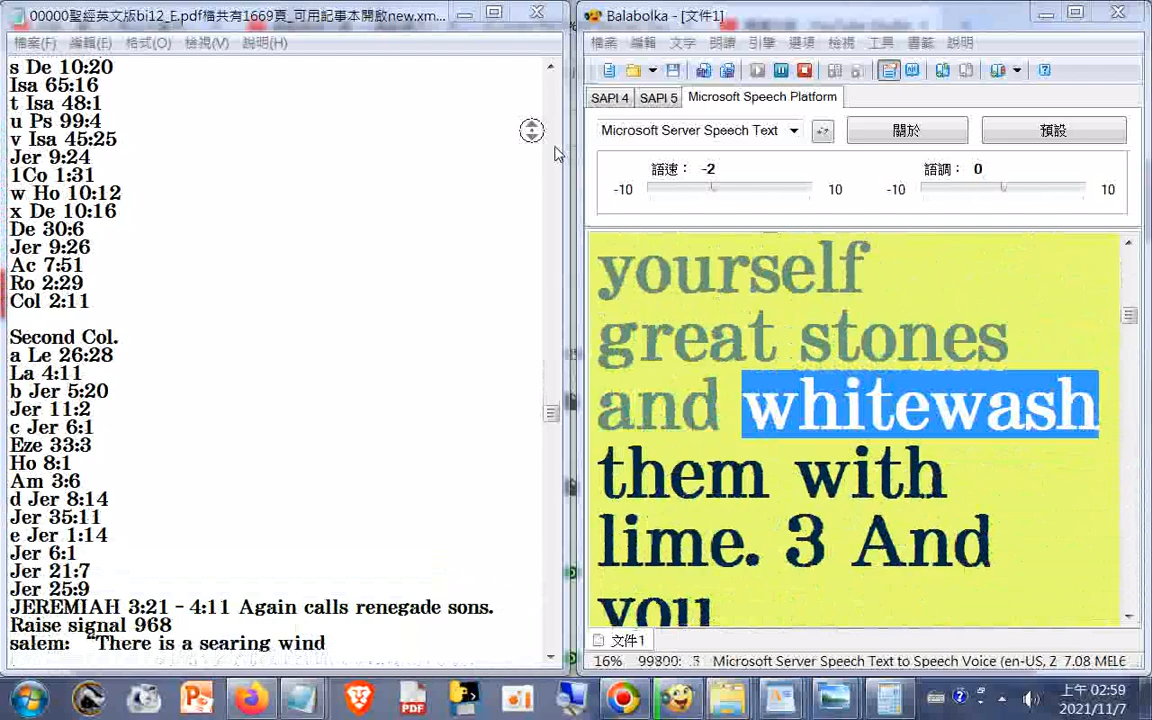 00000聖經英文版bi12_E.pdf檔共有1669頁_可用記事本開啟new.xm...
檔案(F) 編輯(E) 格式(O) 檢視(V) 說明(H)
s De 10:20
Isa 65:16
t Isa 48:1
u Ps 99:4
v Isa 45:25
Jer 9:24
1Co 1:31
w Ho 10:12
x De 10:16
De 30:6
Jer 9:26
Ac 7:51
Ro 2:29
Col 2:11
Second Col.
a Le 26:28
La 4:11
b Jer 5:20
Jer 11:2
c Jer 6:1
Eze 33:3
Ho 8:1
Am 3:6
d Jer 8:14
Jer 35:11
e Jer 1:14
Jer 6:1
Jer 21:7
Jer 25:9
JEREMIAH 3:21–4:11 Again calls renegade sons.
Raise signal 968
salem: “There is a searing wind
Balabolka - [文件1]
檔案 編輯 文字 朗讀 引擎 選項 檢視 工具 書籤 說明
SAPI 4 SAPI 5 Microsoft Speech Platform
Microsoft Server Speech Text 關於 預設
語速： -2 語調： 0
-10 10 -10 10
yourself
great stones
and whitewash
them with
lime. 3 And
you
文件1
16% Microsoft Server Speech Text to Speech Voice (en-US, 7.08
PDF
上午 02:59
2021/11/7